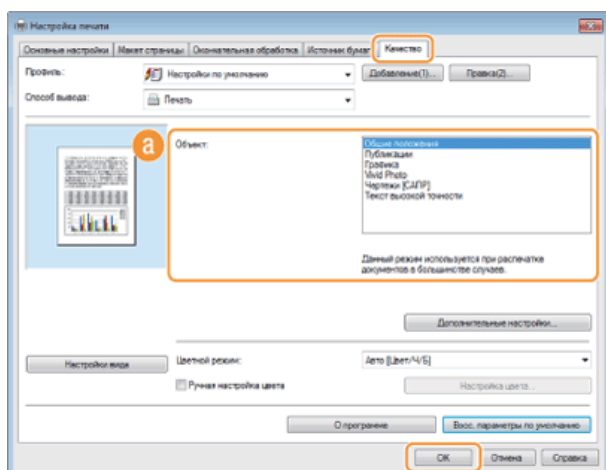 Настройка печати
Основные настройки Макет страницы Окончательная обработка Источник бумаг Качество
Профиль: Настройки по умолчанию Добавление(1)... Правка(2)...
Способ вывода: Печать
a Объект: Общие положения
Публикации
Графика
Vivid Photo
Чертежи [САПР]
Текст высокой точности
Данный режим используется при распечатке
документов в большинстве случаев.
Дополнительные настройки...
Настройки вида Цветной режим: Авто [Цвет/Ч/Б]
Ручная настройка цвета Настройка цвета...
О программе Восс. параметры по умолчанию
OK Отмена Справка